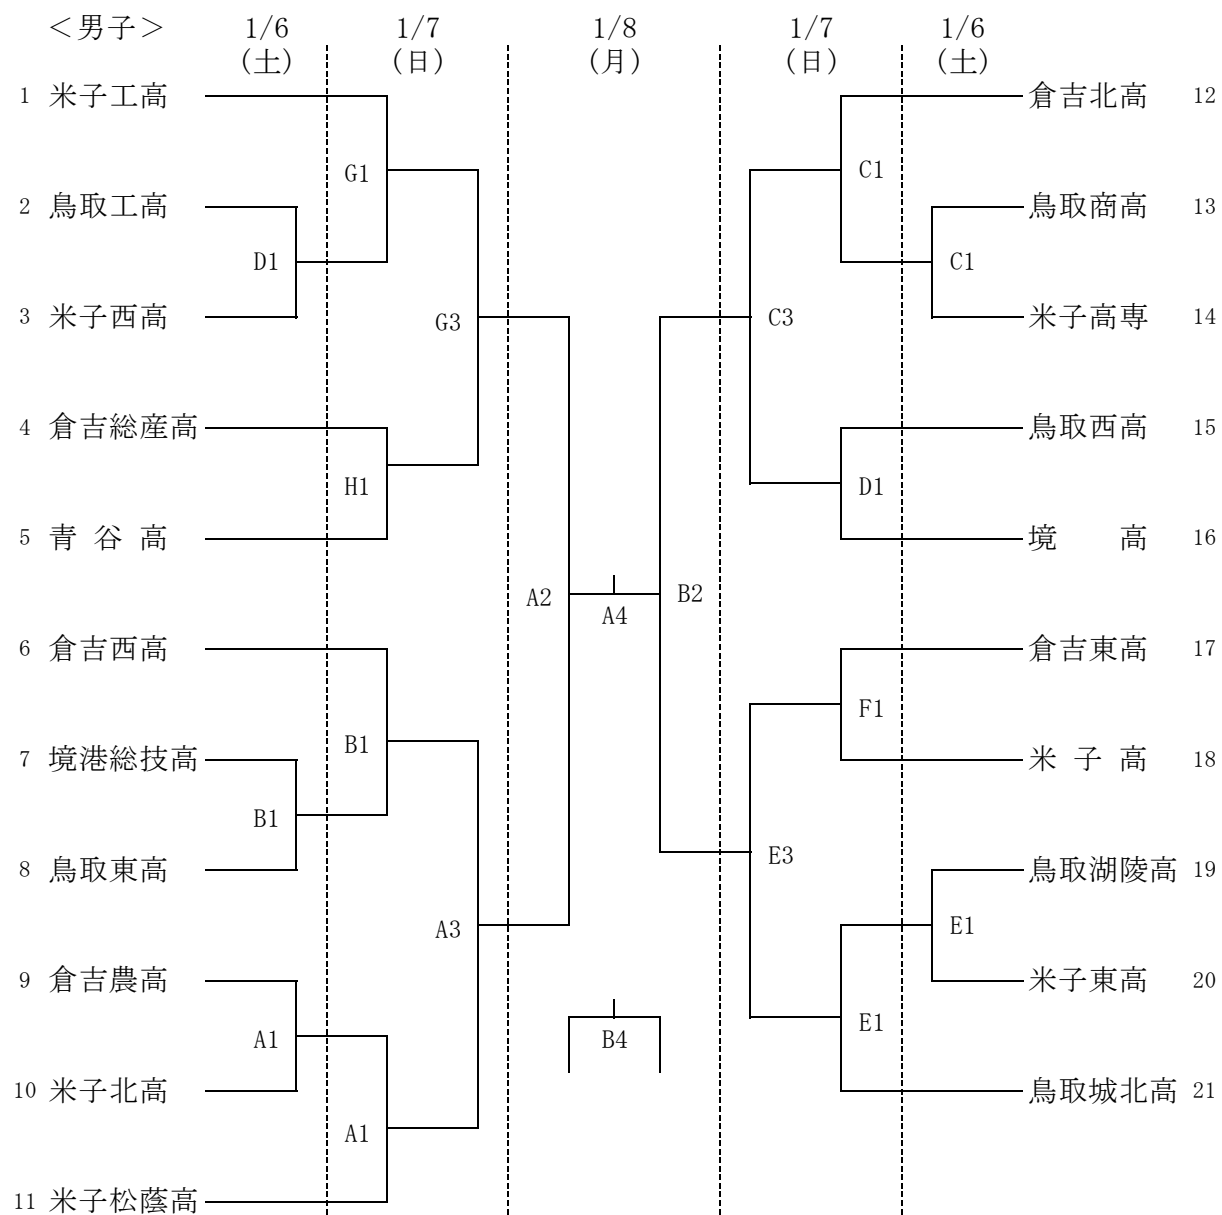 ＜男子＞ 1/6 1/7 1/8 1/7 1/6
(土) (日) (月) (日) (土)
1 米子工高 倉吉北高 12
G1 C1
2 鳥取工高 鳥取商高 13
D1 C1
3 米子西高 米子高専 14
G3 C3
4 倉吉総産高 鳥取西高 15
H1 D1
5 青 谷 高 境 高 16
A2 A4 B2
6 倉吉西高 倉吉東高 17
F1
B1
7 境港総技高 米 子 高 18
B1
E3
8 鳥取東高 鳥取湖陵高 19
A3 E1
9 倉吉農高 米子東高 20
E1
A1 B4
10 米子北高 鳥取城北高 21
A1
11 米子松蔭高